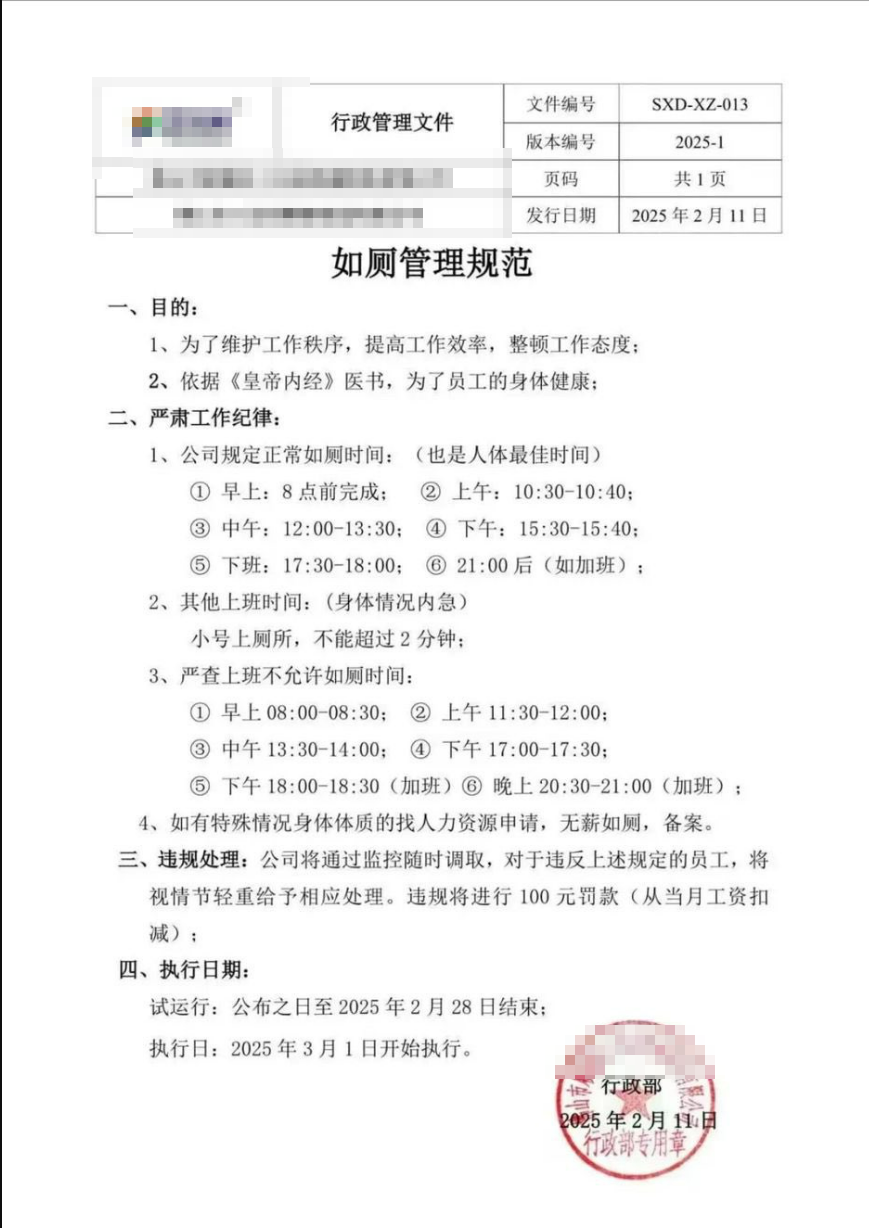 行政管理文件
文件编号 SXD-XZ-013
版本编号 2025-1
页码 共 1 页
发行日期 2025 年 2 月 11 日
如厕管理规范
一、目的：
1、为了维护工作秩序，提高工作效率，整顿工作态度；
2、依据《皇帝内经》医书，为了员工的身体健康；
二、严肃工作纪律：
1、公司规定正常如厕时间：（也是人体最佳时间）
① 早上：8 点前完成； ② 上午：10:30-10:40；
③ 中午：12:00-13:30； ④ 下午：15:30-15:40；
⑤ 下班：17:30-18:00； ⑥ 21:00 后（如加班）；
2、其他上班时间：(身体情况内急）
小号上厕所，不能超过 2 分钟；
3、严查上班不允许如厕时间：
① 早上 08:00-08:30； ② 上午 11:30-12:00；
③ 中午 13:30-14:00； ④ 下午 17:00-17:30；
⑤ 下午 18:00-18:30（加班）⑥ 晚上 20:30-21:00（加班）；
4、如有特殊情况身体体质的找人力资源申请，无薪如厕，备案。
三、违规处理：公司将通过监控随时调取，对于违反上述规定的员工，将
视情节轻重给予相应处理。违规将进行 100 元罚款（从当月工资扣
减）；
四、执行日期：
试运行：公布之日至 2025 年 2 月 28 日结束；
执行日：2025 年 3 月 1 日开始执行。
行政部
2025 年 2 月 11 日
行政部专用章